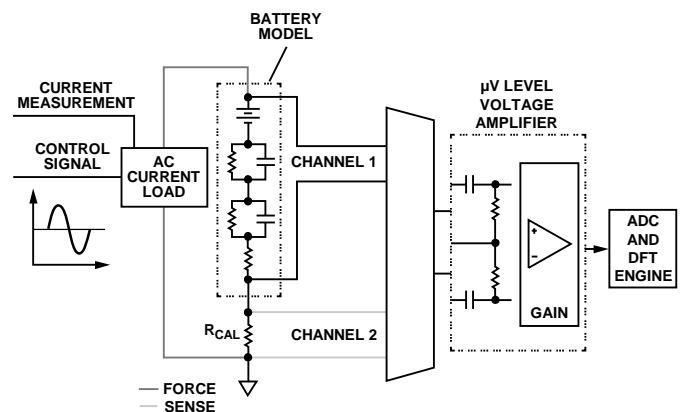 BATTERY
MODEL
CURRENT
MEASUREMENT
CONTROL
SIGNAL
AC
CURRENT
LOAD
CHANNEL 1
µV LEVEL
VOLTAGE
AMPLIFIER
+
–
GAIN
ADC
AND
DFT
ENGINE
RCAL
CHANNEL 2
FORCE
SENSE